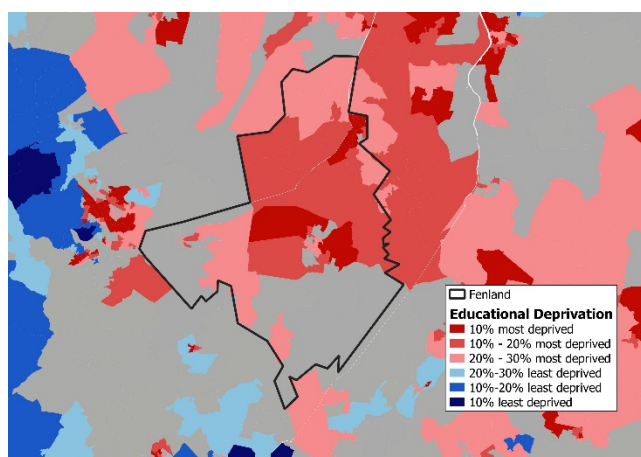 Fenland
Educational Deprivation
10% most deprived
10% - 20% most deprived
20% - 30% most deprived
20%-30% least deprived
10%-20% least deprived
10% least deprived